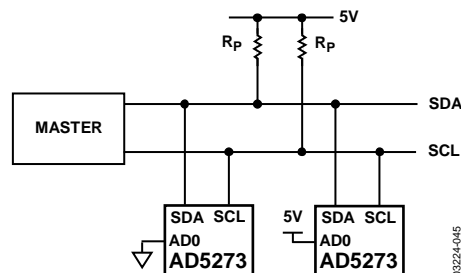 5V
RP RP
SDA
MASTER
SCL
SDA SCL 5V SDA SCL
AD0 AD0
AD5273 AD5273
03224-045